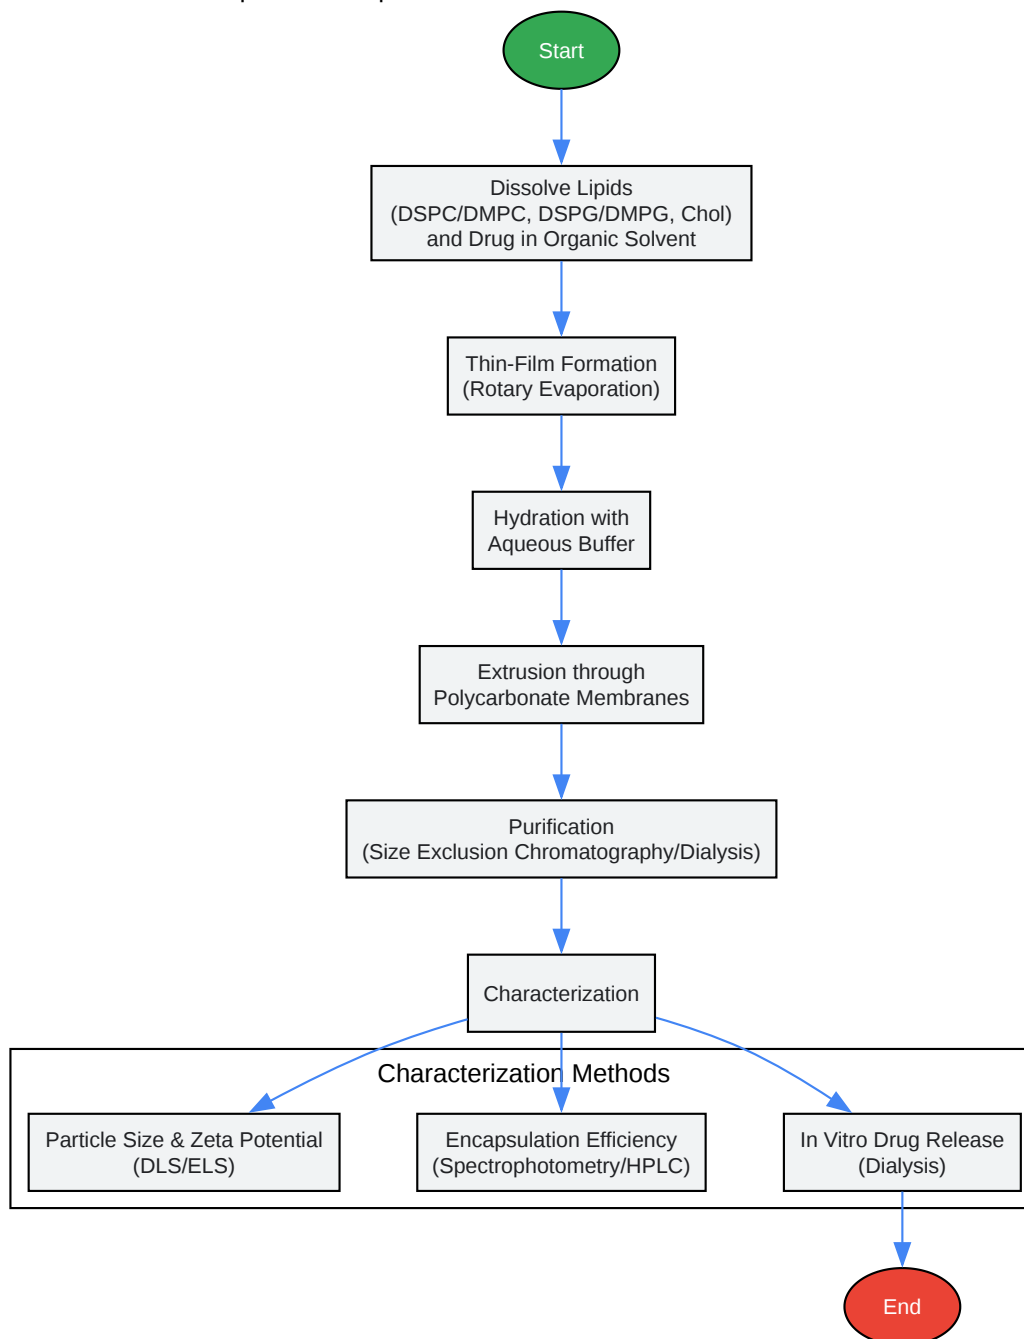 Start
Dissolve Lipids
(DSPC/DMPC, DSPG/DMPG, Chol)
and Drug in Organic Solvent
Thin-Film Formation
(Rotary Evaporation)
Hydration with
Aqueous Buffer
Extrusion through
Polycarbonate Membranes
Purification
(Size Exclusion Chromatography/Dialysis)
Characterization
Characterization Methods
Particle Size & Zeta Potential
(DLS/ELS)
Encapsulation Efficiency
(Spectrophotometry/HPLC)
In Vitro Drug Release
(Dialysis)
End